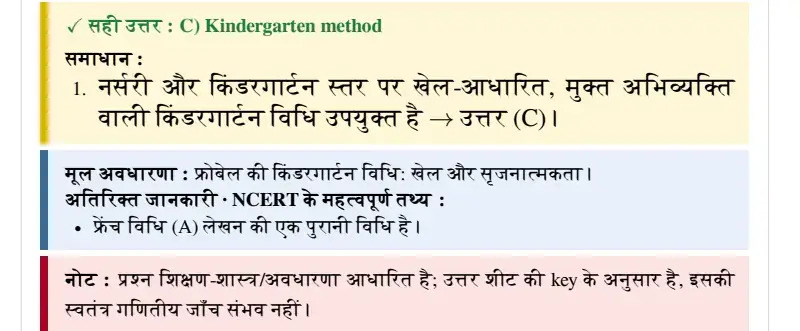 ✓ सही उत्तर : C) Kindergarten method
समाधान :
1. नर्सरी और किंडरगार्टन स्तर पर खेल-आधारित, मुक्त अभिव्यक्ति
वाली किंडरगार्टन विधि उपयुक्त है → उत्तर (C)।
मूल अवधारणा : फ्रोबेल की किंडरगार्टन विधि: खेल और सृजनात्मकता।
अतिरिक्त जानकारी · NCERT के महत्वपूर्ण तथ्य :
• फ्रेंच विधि (A) लेखन की एक पुरानी विधि है।
नोट : प्रश्न शिक्षण-शास्त्र/अवधारणा आधारित है; उत्तर शीट की key के अनुसार है, इसकी
स्वतंत्र गणितीय जाँच संभव नहीं।